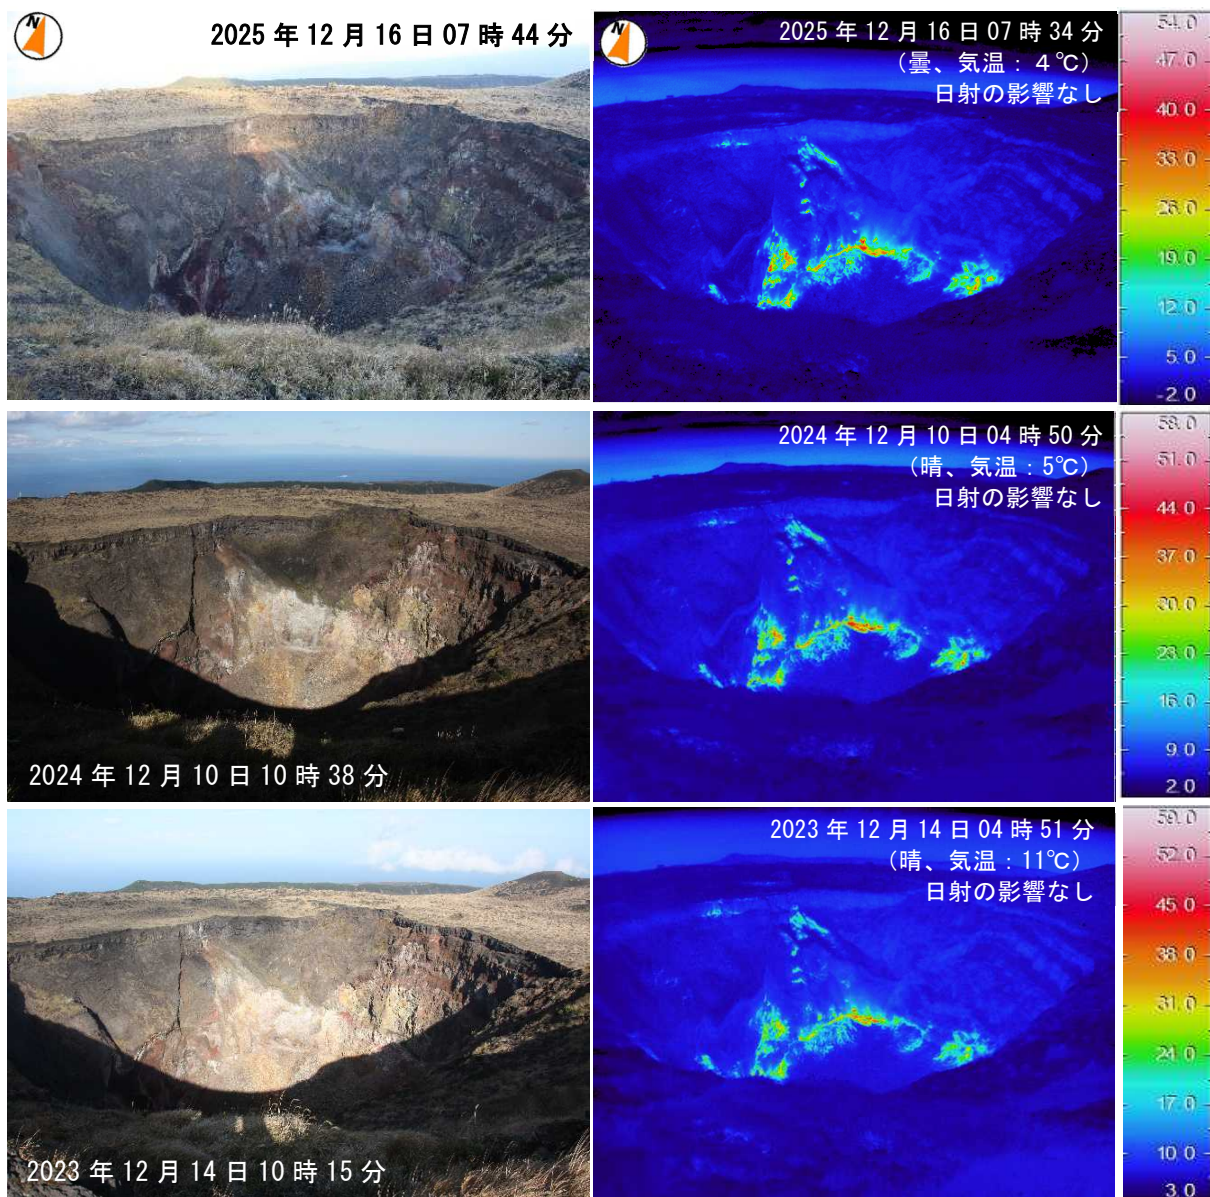 N
2025 年 12 月 16 日 07 時 44 分
N
2025 年 12 月 16 日 07 時 34 分
(曇、気温：４℃)
日射の影響なし
54.0
47.0
40.0
33.0
26.0
19.0
12.0
5.0
-2.0
2024 年 12 月 10 日 10 時 38 分
2024 年 12 月 10 日 04 時 50 分
(晴、気温：5℃)
日射の影響なし
58.0
51.0
44.0
37.0
30.0
23.0
16.0
9.0
2.0
2023 年 12 月 14 日 10 時 15 分
2023 年 12 月 14 日 04 時 51 分
(晴、気温：11℃)
日射の影響なし
59.0
52.0
45.0
38.0
31.0
24.0
17.0
10.0
3.0